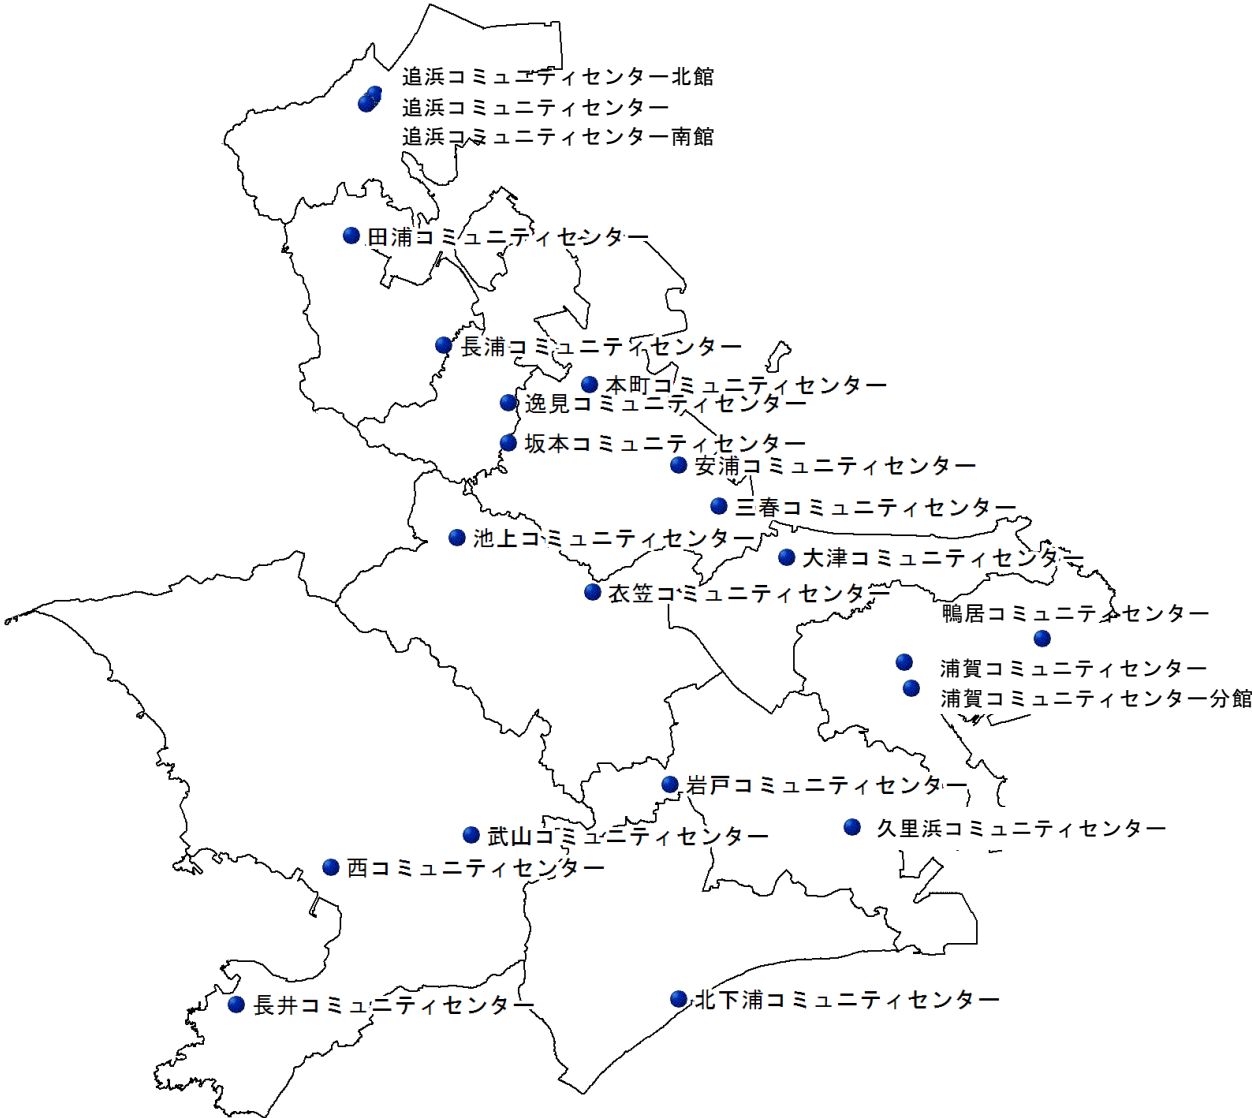 追浜コミュニティセンター北館
追浜コミュニティセンター
追浜コミュニティセンター南館
田浦コミュニティセンター
長浦コミュニティセンター
本町コミュニティセンター
逸見コミュニティセンター
坂本コミュニティセンター
安浦コミュニティセンター
三春コミュニティセンター
池上コミュニティセンター
大津コミュニティセンター
衣笠コミュニティセンター
鴨居コミュニティセンター
浦賀コミュニティセンター
浦賀コミュニティセンター分館
岩戸コミュニティセンター
久里浜コミュニティセンター
武山コミュニティセンター
西コミュニティセンター
北下浦コミュニティセンター
長井コミュニティセンター